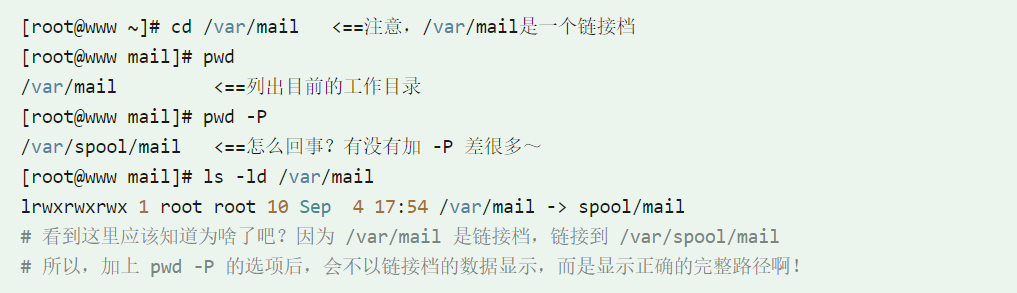 [root@www ~]# cd /var/mail   <==注意，/var/mail是一个链接档
[root@www mail]# pwd
/var/mail         <==列出目前的工作目录
[root@www mail]# pwd -P
/var/spool/mail   <==怎么回事？有没有加 -P 差很多～
[root@www mail]# ls -ld /var/mail
lrwxrwxrwx 1 root root 10 Sep  4 17:54 /var/mail -> spool/mail
# 看到这里应该知道为啥了吧？因为 /var/mail 是链接档，链接到 /var/spool/mail
# 所以，加上 pwd -P 的选项后，会不以链接档的数据显示，而是显示正确的完整路径啊！